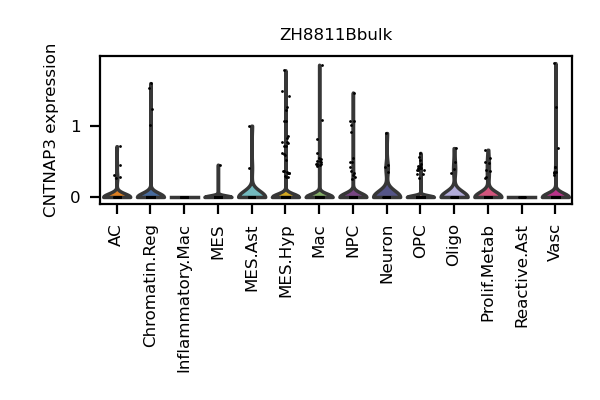 ZH8811Bbulk
CNTNAP3 expression
1
0
AC
Chromatin.Reg
Inflammatory.Mac
MES
MES.Ast
MES.Hyp
Mac
NPC
Neuron
OPC
Oligo
Prolif.Metab
Reactive.Ast
Vasc